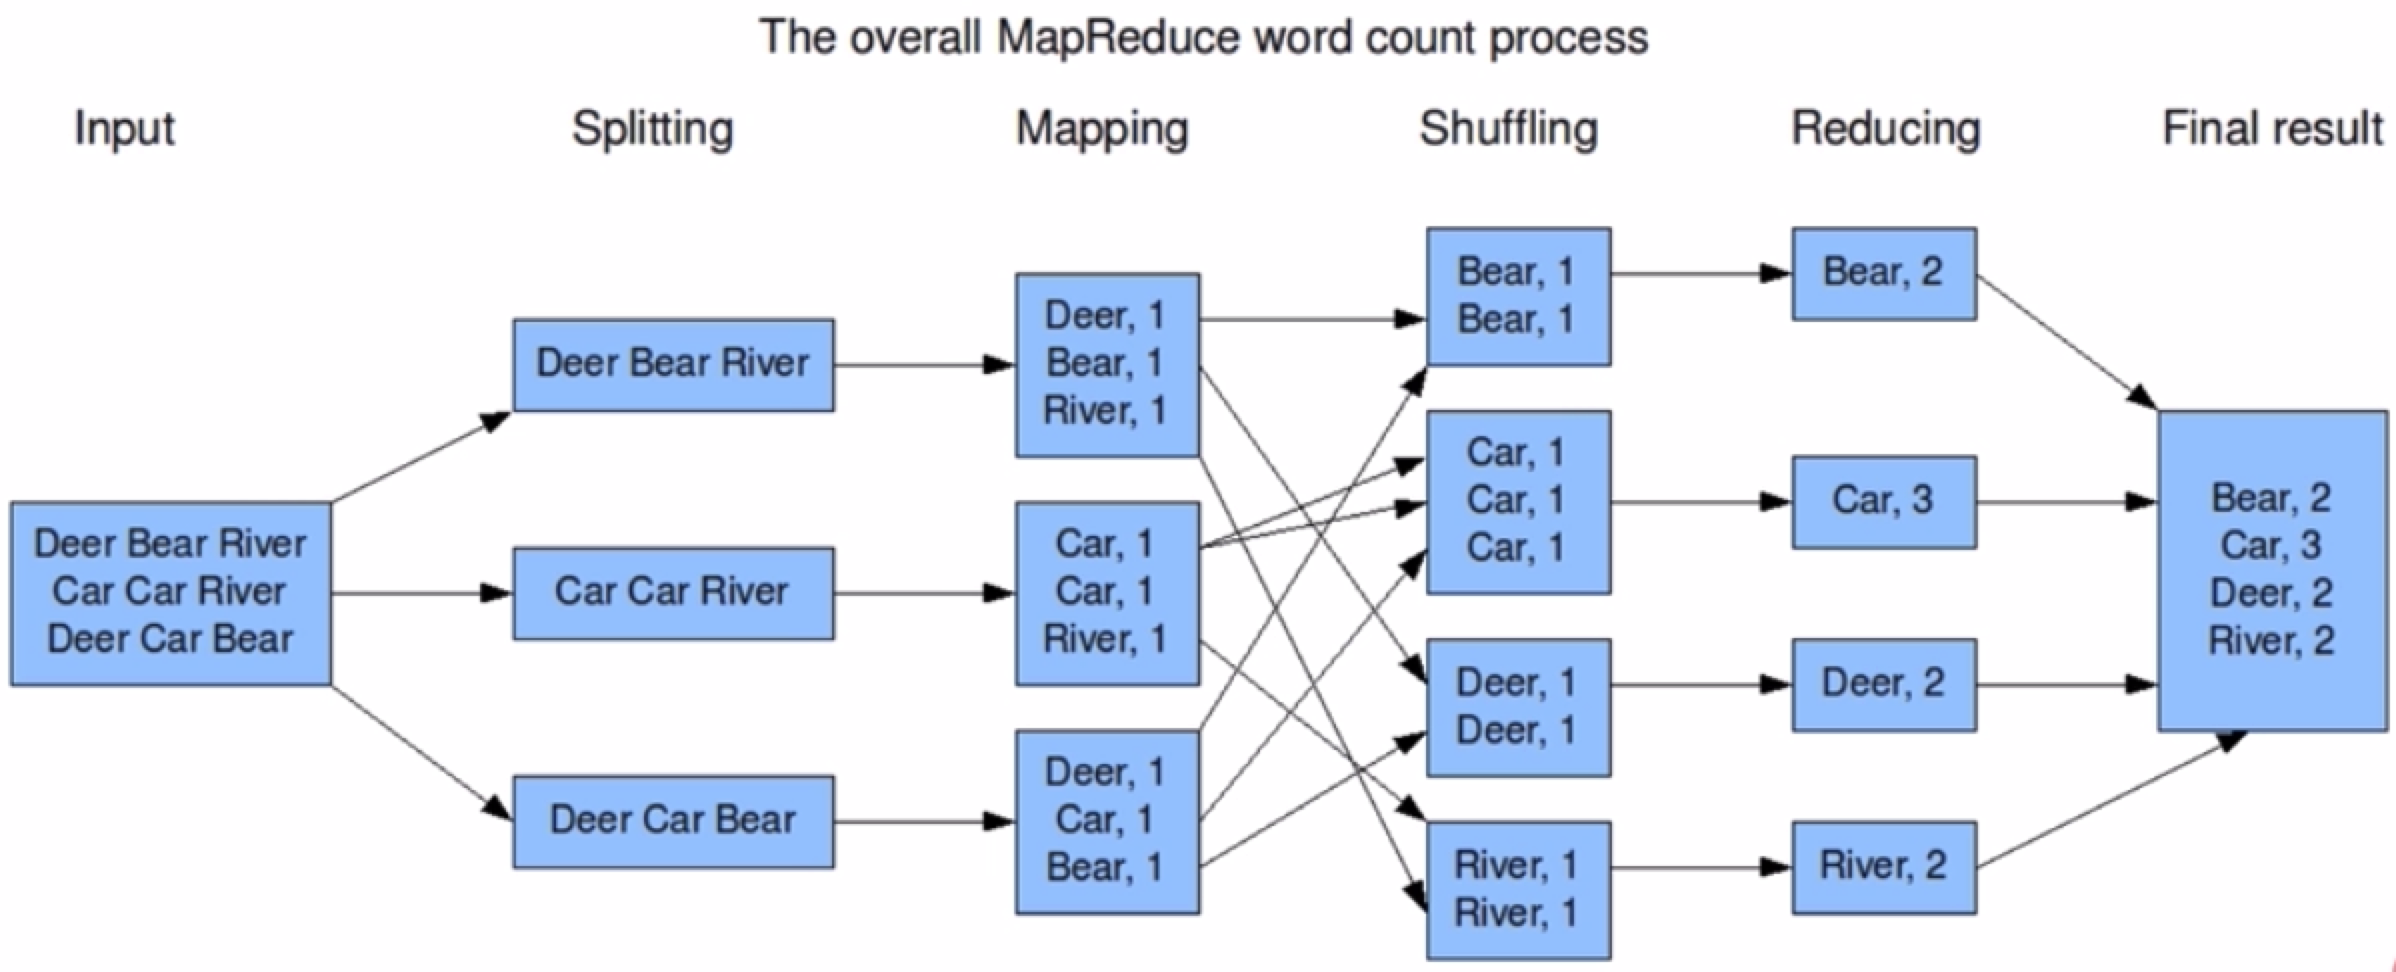 The overall MapReduce word count process
Input
Splitting
Mapping
Shuffling
Reducing
Final result
Deer Bear River
Car Car River
Deer Car Bear
Deer Bear River
Car Car River
Deer Car Bear
Deer, 1
Bear, 1
River, 1
Car, 1
Car, 1
River, 1
Deer, 1
Car, 1
Bear, 1
Bear, 1
Bear, 1
Car, 1
Car, 1
Car, 1
Deer, 1
Deer, 1
River, 1
River, 1
Bear, 2
Car, 3
Deer, 2
River, 2
Bear, 2
Car, 3
Deer, 2
River, 2